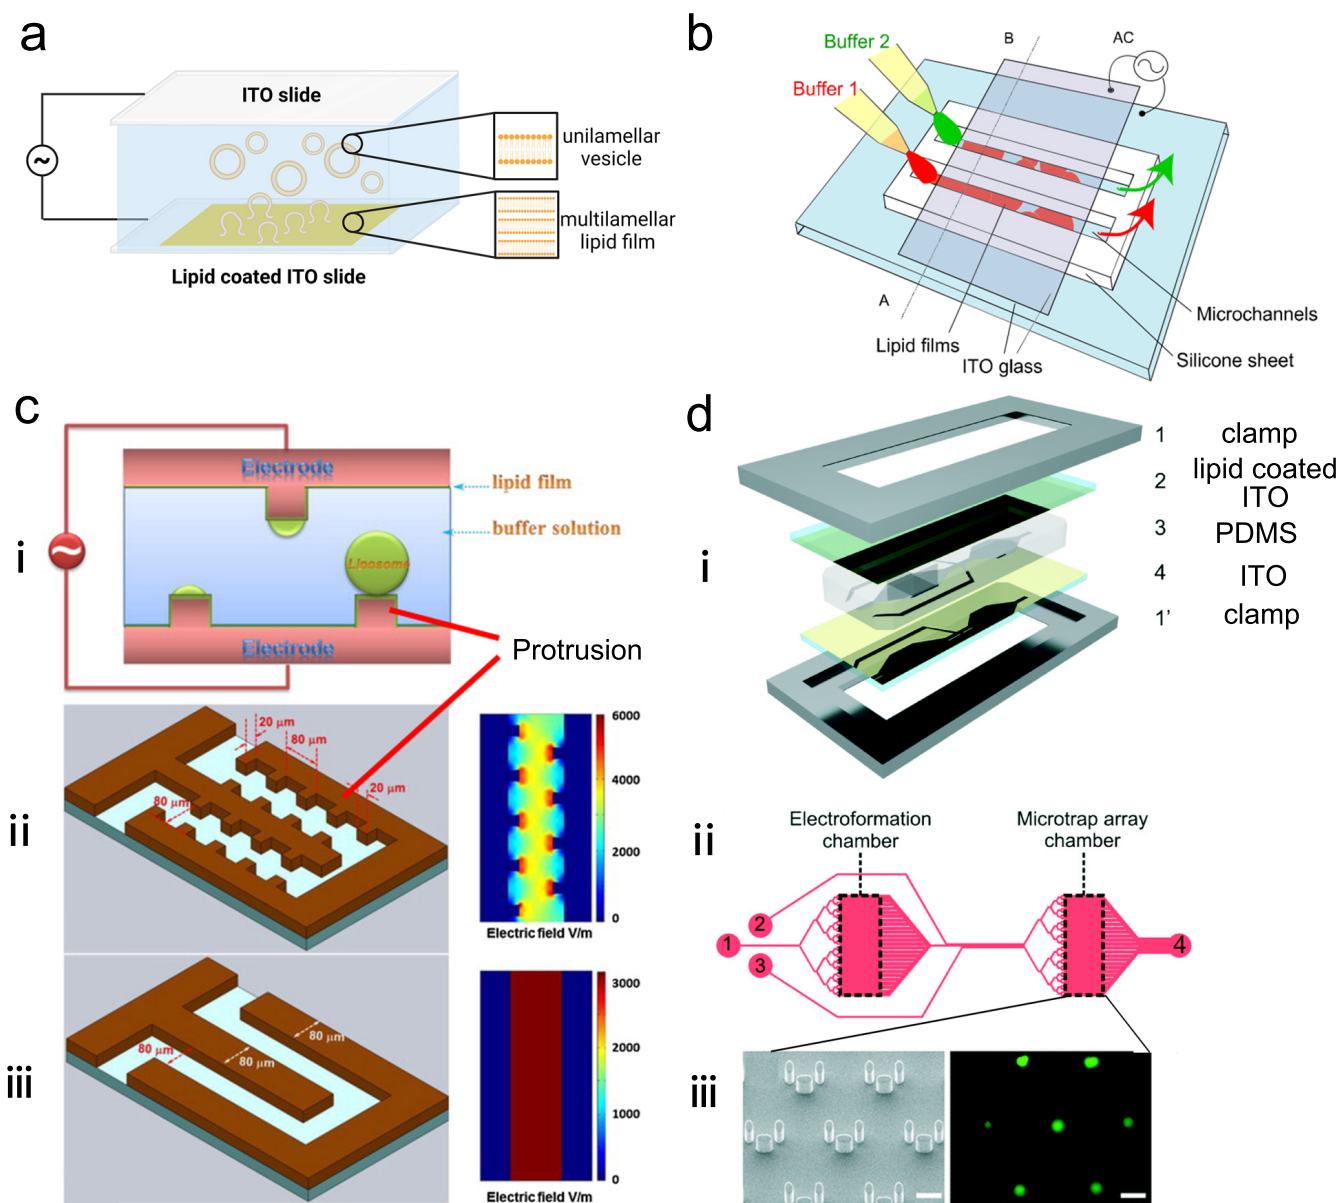 a
ITO slide
~
unilamellar
vesicle
multilamellar
lipid film
Lipid coated ITO slide
b
Buffer 2
Buffer 1
B
AC
A
Lipid films
ITO glass
Microchannels
Silicone sheet
c
i
Electrode
lipid film
buffer solution
Lioosome
Electrode
Protrusion
ii
20 μm
80 μm
20 μm
80 μm
6000
4000
2000
0
Electric field V/m
iii
80 μm
80 μm
80 μm
3000
2000
1000
0
Electric field V/m
d
i
1 clamp
2 lipid coated
ITO
3 PDMS
4 ITO
1' clamp
ii
Electroformation
chamber
Microtrap array
chamber
2
1
3
4
iii